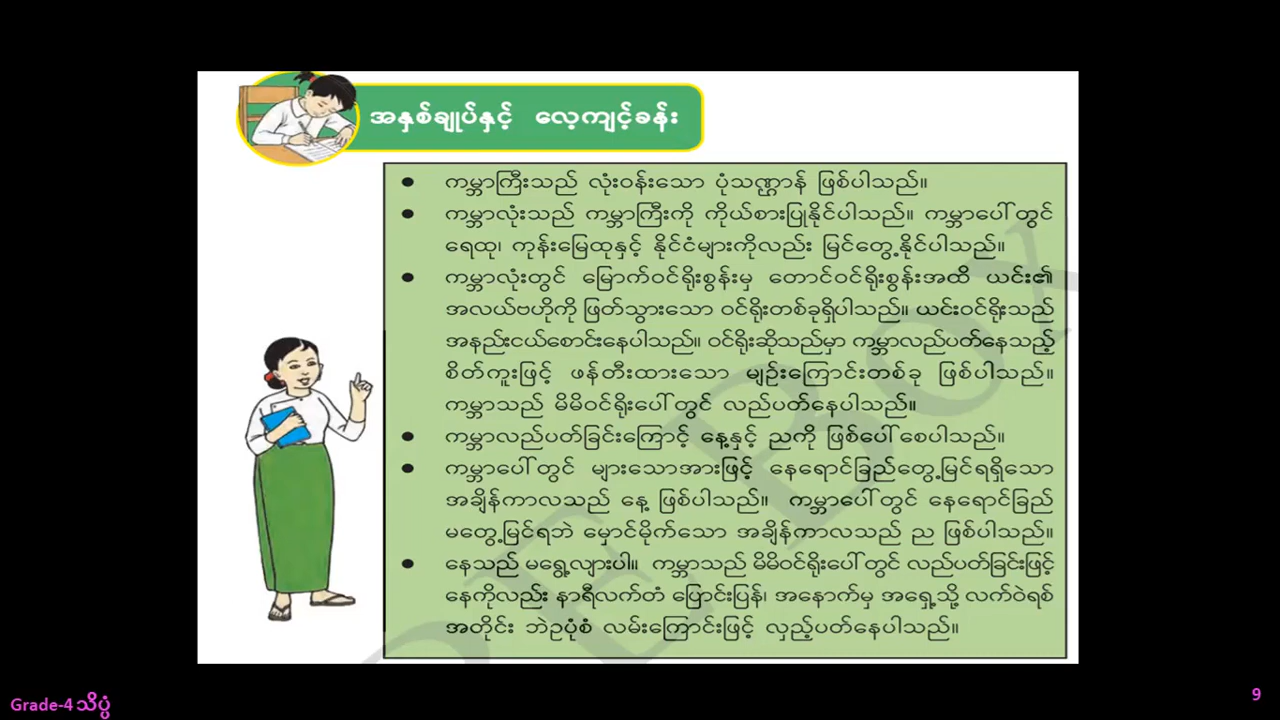 အနှစ်ချုပ်နှင့် လေ့ကျင့်ခန်း
● ကမ္ဘာကြီးသည် လုံးဝန်းသော ပုံသဏ္ဌာန် ဖြစ်ပါသည်။
● ကမ္ဘာလုံးသည် ကမ္ဘာကြီးကို ကိုယ်စားပြုနိုင်ပါသည်။ ကမ္ဘာပေါ်တွင်
ရေထု၊ ကုန်းမြေထုနှင့် နိုင်ငံများကိုလည်း မြင်တွေ့နိုင်ပါသည်။
● ကမ္ဘာလုံးတွင် မြောက်ဝင်ရိုးစွန်းမှ တောင်ဝင်ရိုးစွန်းအထိ ယင်း၏
အလယ်ဗဟိုကို ဖြတ်သွားသော ဝင်ရိုးတစ်ခုရှိပါသည်။ ယင်းဝင်ရိုးသည်
အနည်းငယ်စောင်းနေပါသည်။ ဝင်ရိုးဆိုသည်မှာ ကမ္ဘာလည်ပတ်နေသည့်
စိတ်ကူးဖြင့် ဖန်တီးထားသော မျဉ်းကြောင်းတစ်ခု ဖြစ်ပါသည်။
ကမ္ဘာသည် မိမိဝင်ရိုးပေါ်တွင် လည်ပတ်နေပါသည်။
● ကမ္ဘာလည်ပတ်ခြင်းကြောင့် နေ့နှင့် ညကို ဖြစ်ပေါ်စေပါသည်။
● ကမ္ဘာပေါ်တွင် များသောအားဖြင့် နေရောင်ခြည်တွေ့မြင်ရရှိသော
အချိန်ကာလသည် နေ့ ဖြစ်ပါသည်။ ကမ္ဘာပေါ်တွင် နေရောင်ခြည်
မတွေ့မြင်ရဘဲ မှောင်မိုက်သော အချိန်ကာလသည် ည ဖြစ်ပါသည်။
● နေသည် မရွေ့လျားပါ။ ကမ္ဘာသည် မိမိဝင်ရိုးပေါ်တွင် လည်ပတ်ခြင်းဖြင့်
နေကိုလည်း နာရီလက်တံ ပြောင်းပြန်၊ အနောက်မှ အရှေ့သို့ လက်ဝဲရစ်
အတိုင်း ဘဲဥပုံစံ လမ်းကြောင်းဖြင့် လှည့်ပတ်နေပါသည်။
Grade-4 သိပ္ပံ
9